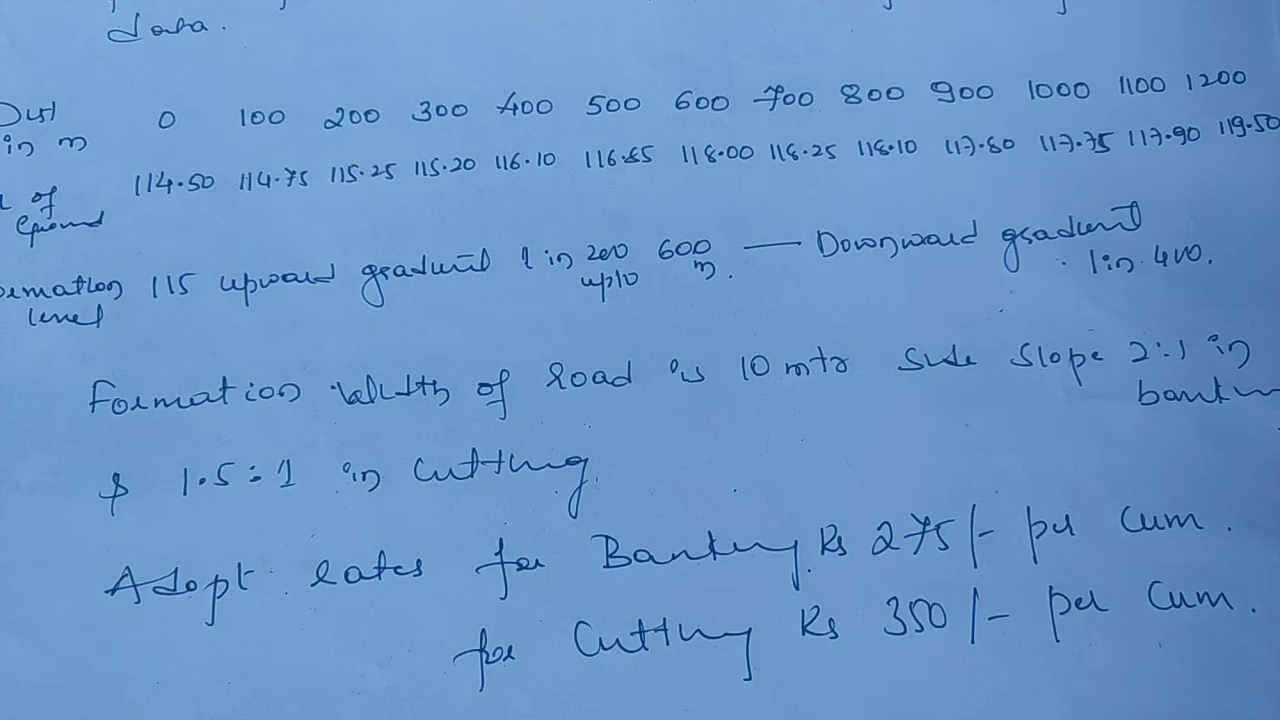 data.
Dist in m 0 100 200 300 400 500 600 700 800 900 1000 1100 1200
of Ground 114.50 114.75 115.25 115.20 116.10 116.85 118.00 118.25 118.10 117.80 117.75 117.90 119.50
ormation level 115 upward gradient 1 in 200 upto 600 m. — Downward gradient 1 in 400.
Formation width of road is 10 mtr side slope 2:1 in
bankin
& 1.5:1 in cutting.
Adopt rates for Banking Rs 275/- per cum.
for Cutting Rs 350/- per cum.